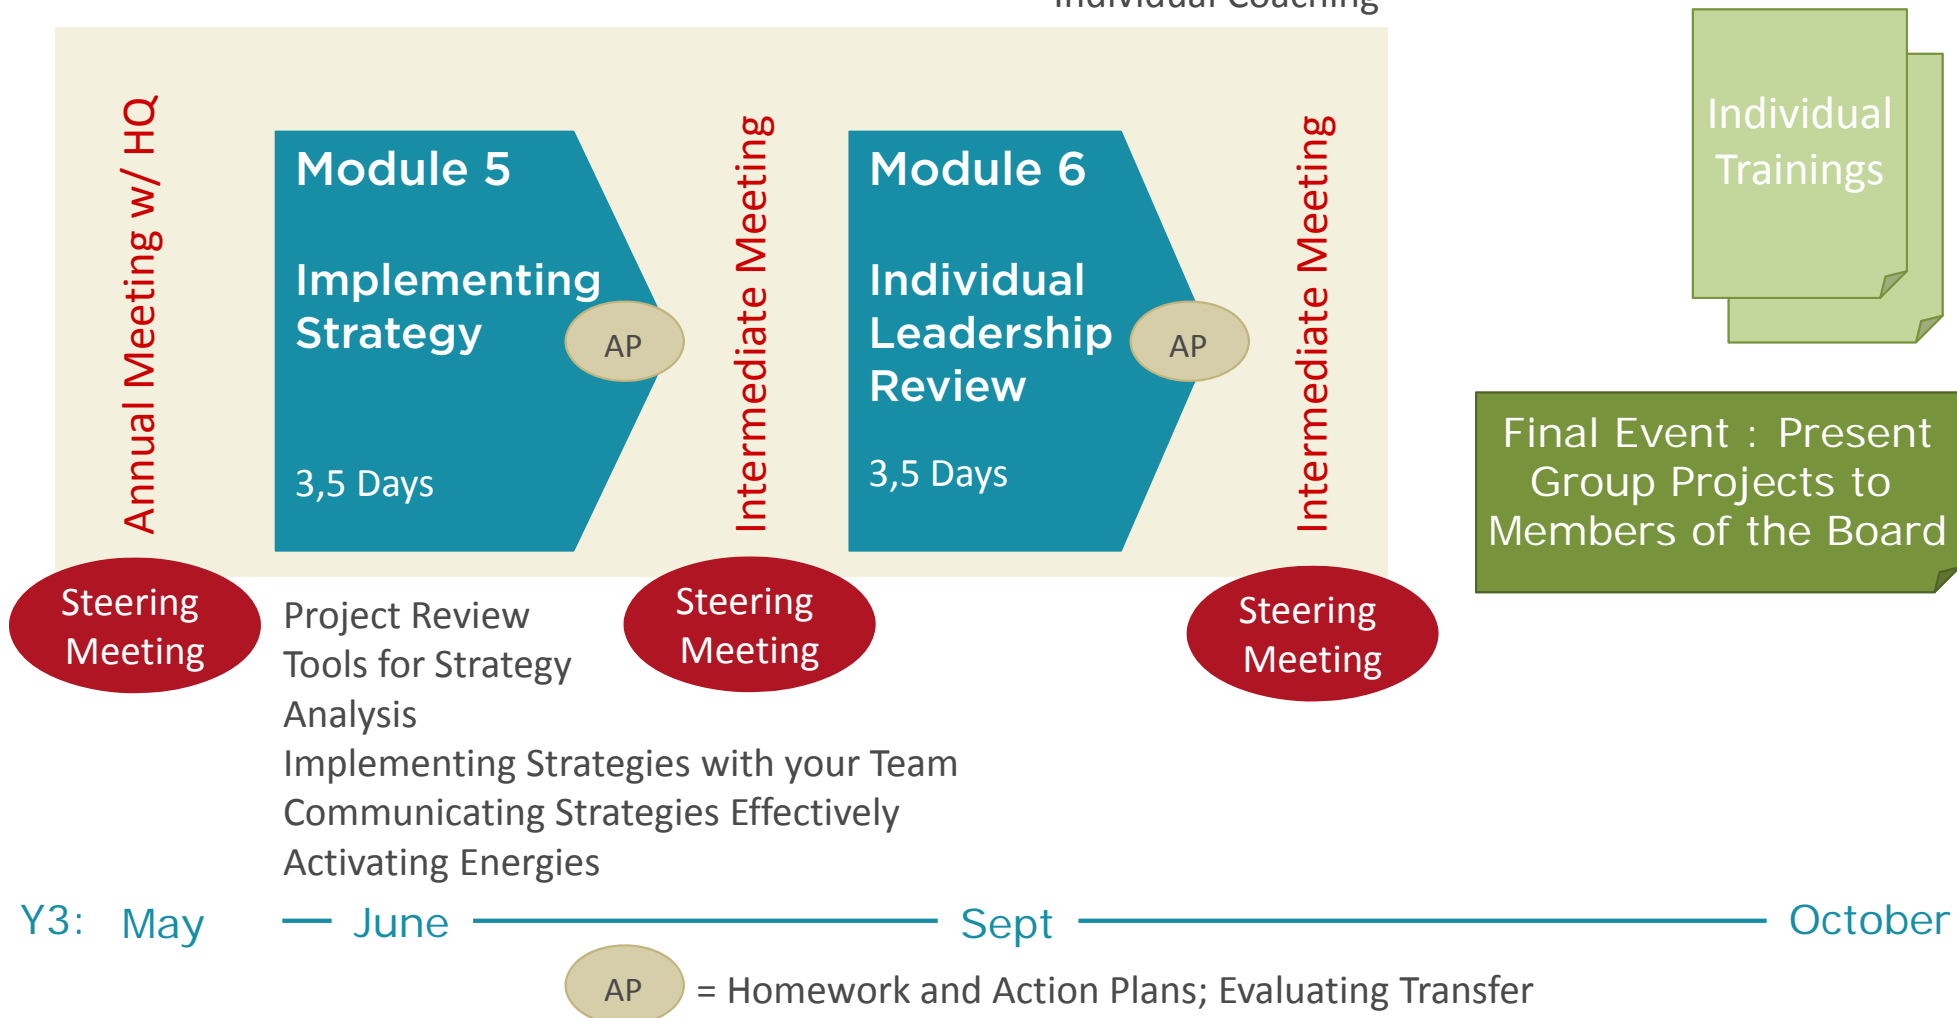 Individual Coaching
Annual Meeting w/ HQ
Module 5
Implementing
Strategy
3,5 Days
AP
Intermediate Meeting
Module 6
Individual
Leadership
Review
3,5 Days
AP
Intermediate Meeting
Individual
Trainings
Final Event : Present
Group Projects to
Members of the Board
Steering
Meeting
Steering
Meeting
Steering
Meeting
Project Review
Tools for Strategy
Analysis
Implementing Strategies with your Team
Communicating Strategies Effectively
Activating Energies
Y3: May — June — Sept — October
AP = Homework and Action Plans; Evaluating Transfer